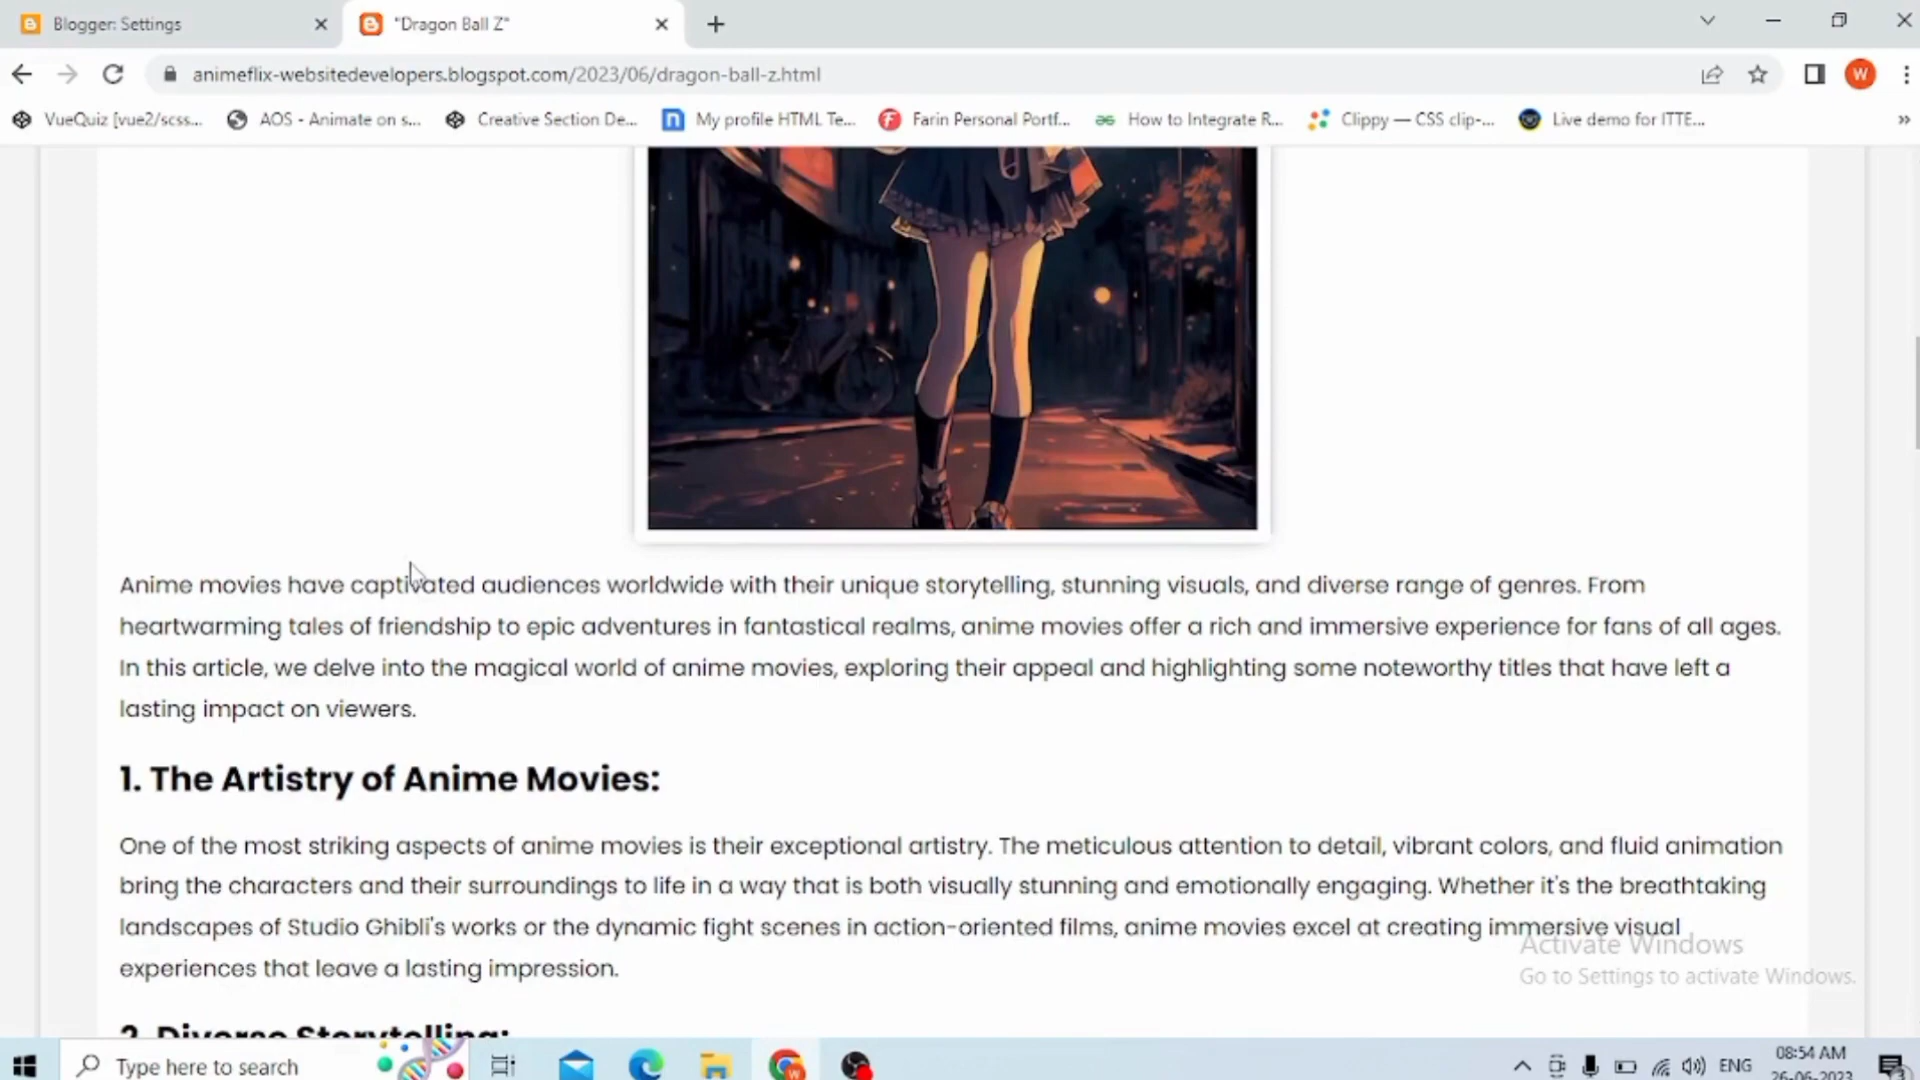 Blogger: Settings
"Dragon Ball Z"
animeflix-websitedevelopers.blogspot.com/2023/06/dragon-ball-z.html
W
VueQuiz [vue2/scss...
AOS - Animate on s...
Creative Section De...
My profile HTML Te...
Farin Personal Portf...
How to Integrate R...
Clippy — CSS clip-...
Live demo for ITTE...
Anime movies have captivated audiences worldwide with their unique storytelling, stunning visuals, and diverse range of genres. From
heartwarming tales of friendship to epic adventures in fantastical realms, anime movies offer a rich and immersive experience for fans of all ages.
In this article, we delve into the magical world of anime movies, exploring their appeal and highlighting some noteworthy titles that have left a
lasting impact on viewers.
1. The Artistry of Anime Movies:
One of the most striking aspects of anime movies is their exceptional artistry. The meticulous attention to detail, vibrant colors, and fluid animation
bring the characters and their surroundings to life in a way that is both visually stunning and emotionally engaging. Whether it's the breathtaking
landscapes of Studio Ghibli's works or the dynamic fight scenes in action-oriented films, anime movies excel at creating immersive visual
experiences that leave a lasting impression.
Activate Windows
Go to Settings to activate Windows.
2. Diverse Storytelling:
Type here to search
ENG
08:54 AM
26-06-2023
3